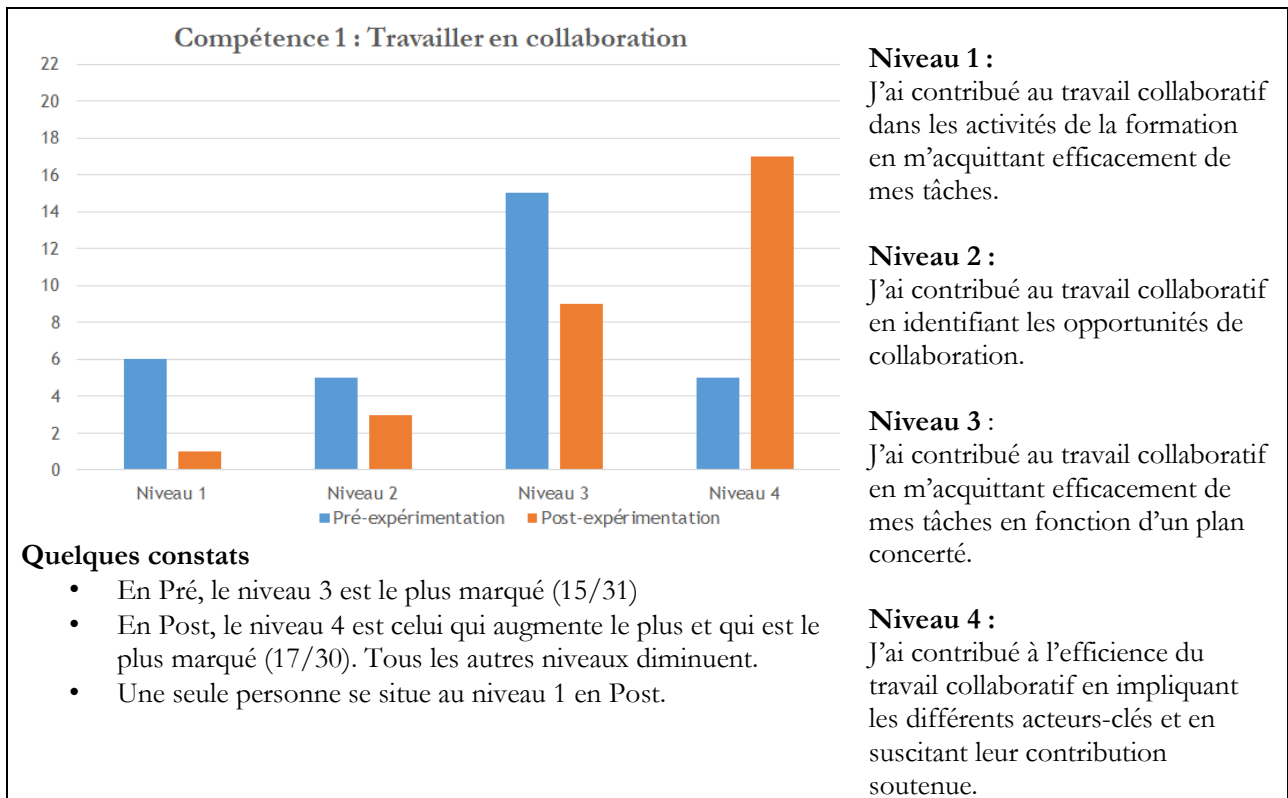 Compétence 1 : Travailler en collaboration
22
20
18
16
14
12
10
8
6
4
2
0
Niveau 1
Niveau 2
Niveau 3
Niveau 4
Pré-expérimentation
Post-expérimentation
Quelques constats
• En Pré, le niveau 3 est le plus marqué (15/31)
• En Post, le niveau 4 est celui qui augmente le plus et qui est le
plus marqué (17/30). Tous les autres niveaux diminuent.
• Une seule personne se situe au niveau 1 en Post.
Niveau 1 :
J’ai contribué au travail collaboratif
dans les activités de la formation
en m’acquittant efficacement de
mes tâches.
Niveau 2 :
J’ai contribué au travail collaboratif
en identifiant les opportunités de
collaboration.
Niveau 3 :
J’ai contribué au travail collaboratif
en m’acquittant efficacement de
mes tâches en fonction d’un plan
concerté.
Niveau 4 :
J’ai contribué à l’efficience du
travail collaboratif en impliquant
les différents acteurs-clés et en
suscitant leur contribution
soutenue.